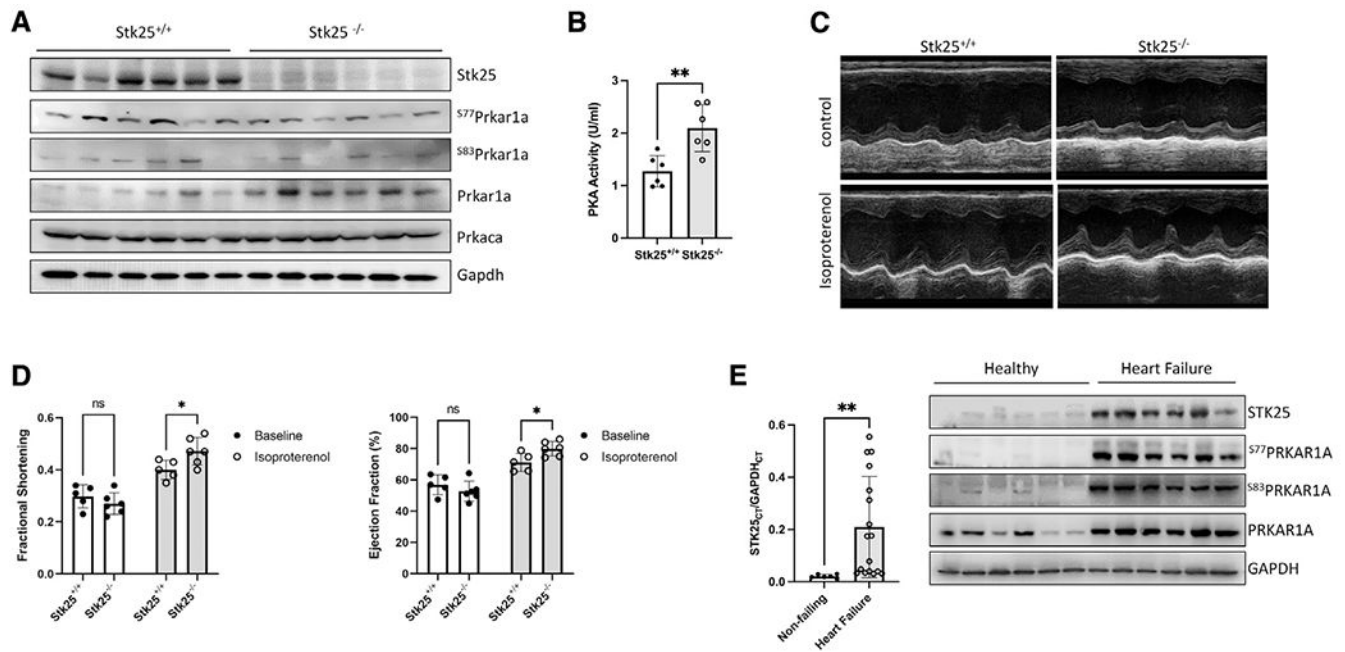 A
Stk25+/+
Stk25 -/-
Stk25
S77Prkar1a
S83Prkar1a
Prkar1a
Prkaca
Gapdh
B
**
PKA Activity (U/ml)
3
2
1
0
Stk25+/+ Stk25-/-
C
Stk25+/+
Stk25-/-
control
Isoproterenol
D
Fractional Shortening
0.6
0.4
0.2
0.0
ns
*
Baseline
Isoproterenol
Stk25+/+
Stk25-/-
Stk25+/+
Stk25-/-
Ejection Fraction (%)
100
80
60
40
20
0
ns
*
Baseline
Isoproterenol
Stk25+/+
Stk25-/-
Stk25+/+
Stk25-/-
E
STK25CT/GAPDHCT
0.6
0.4
0.2
0.0
**
Non-failing
Heart Failure
Healthy
Heart Failure
STK25
S77PRKAR1A
S83PRKAR1A
PRKAR1A
GAPDH